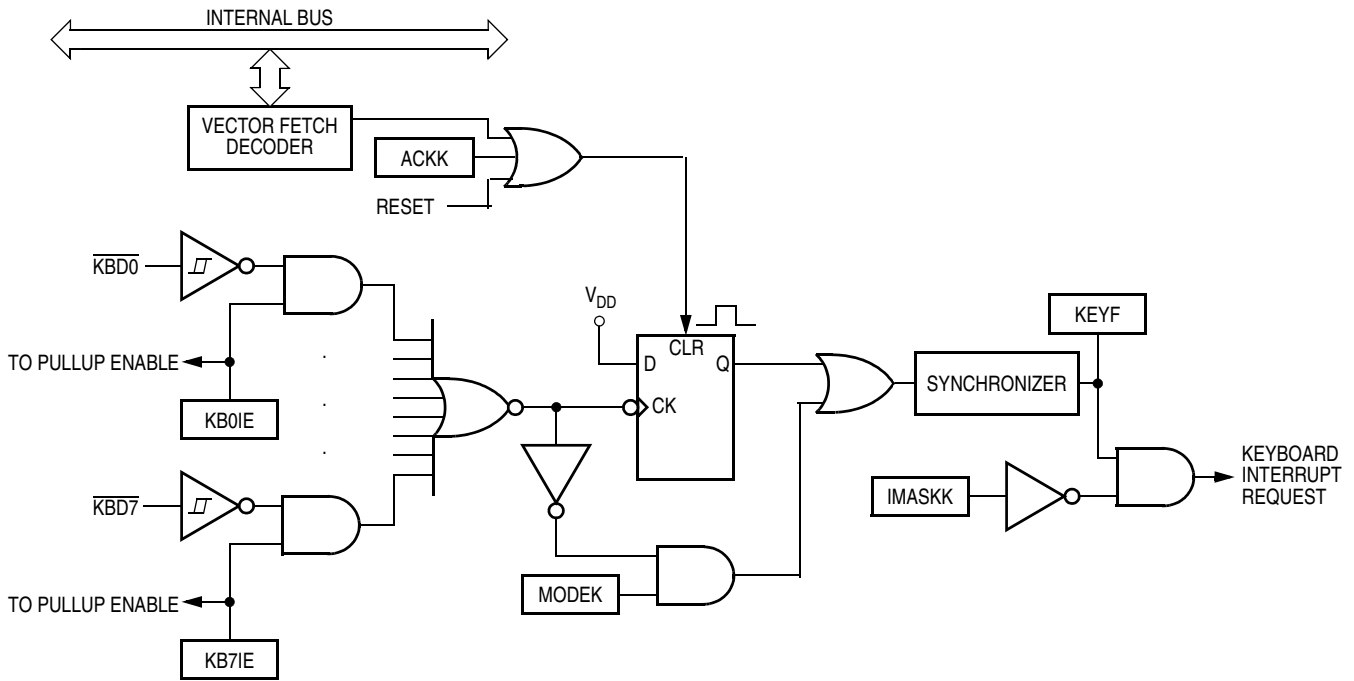 INTERNAL BUS
VECTOR FETCH
DECODER
ACKK
RESET
KBD0
TO PULLUP ENABLE
KB0IE
KBD7
TO PULLUP ENABLE
KB7IE
VDD
CLR
D
Q
CK
MODEK
SYNCHRONIZER
KEYF
IMASKK
KEYBOARD
INTERRUPT
REQUEST